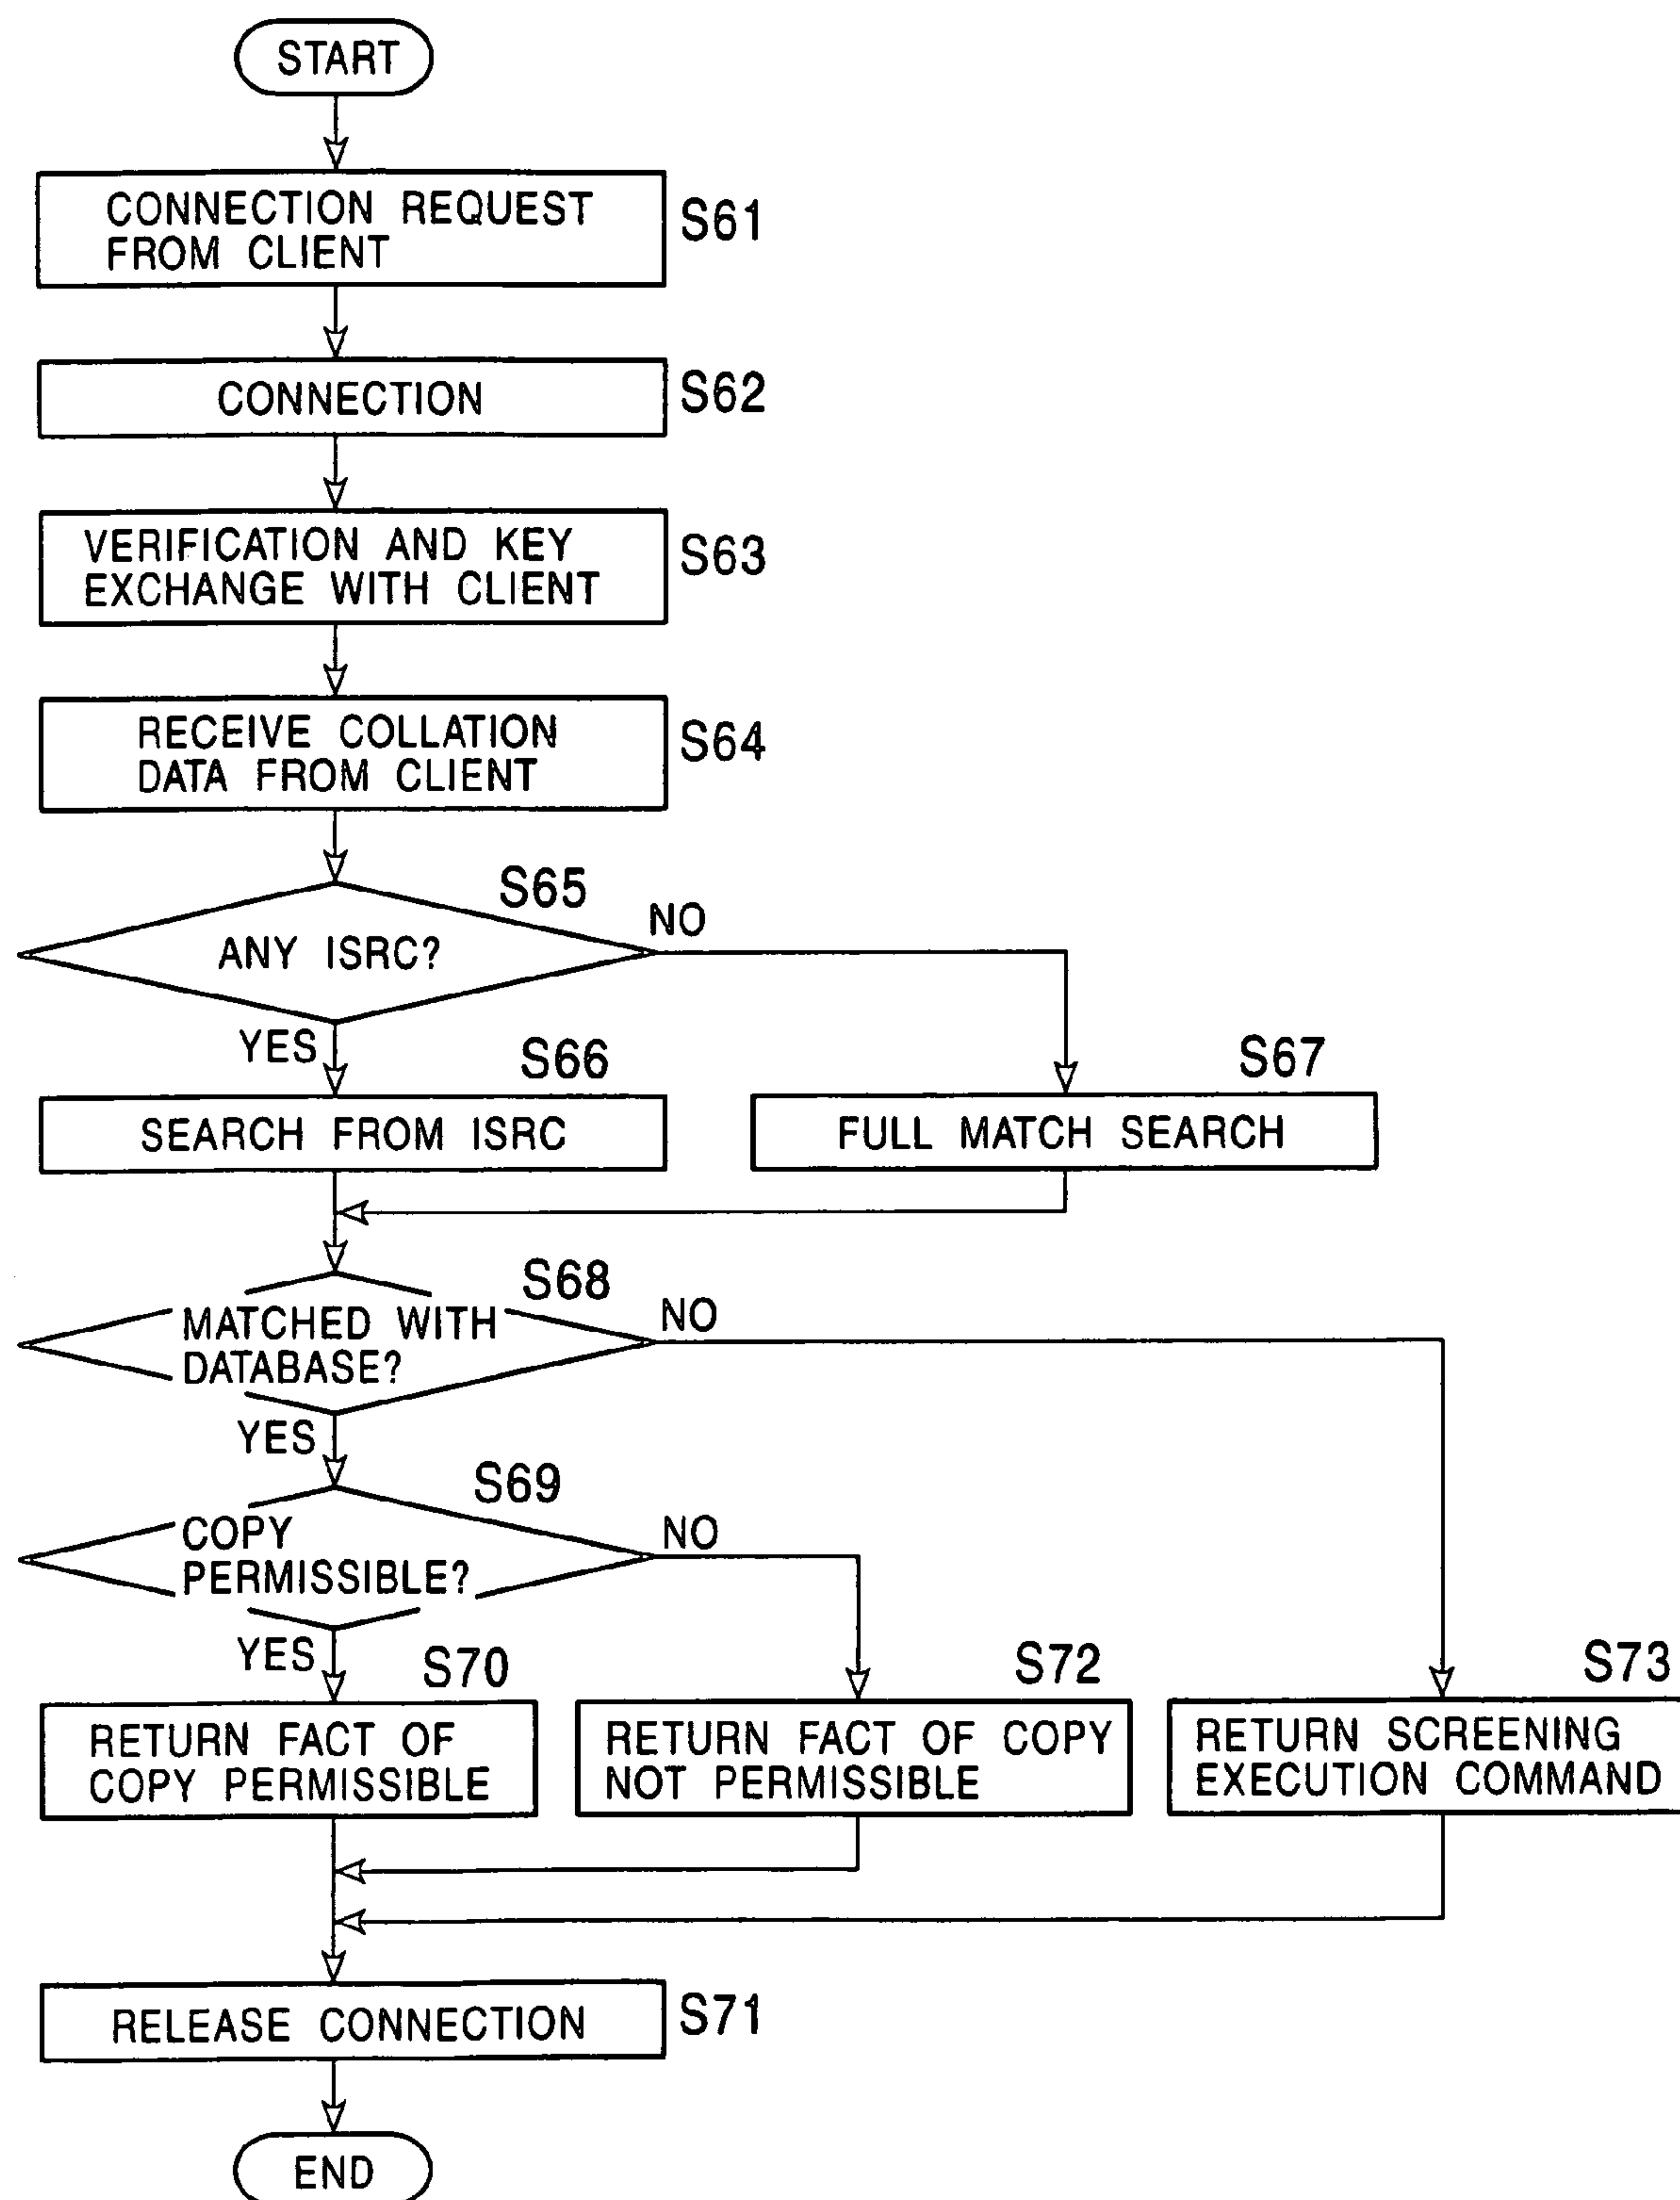 START
CONNECTION REQUEST
FROM CLIENT
S61
CONNECTION
S62
VERIFICATION AND KEY
EXCHANGE WITH CLIENT
S63
RECEIVE COLLATION
DATA FROM CLIENT
S64
S65
ANY ISRC?
NO
YES
S66
SEARCH FROM ISRC
S67
FULL MATCH SEARCH
S68
MATCHED WITH
DATABASE?
NO
YES
S69
COPY
PERMISSIBLE?
NO
YES
S70
RETURN FACT OF
COPY PERMISSIBLE
S72
RETURN FACT OF COPY
NOT PERMISSIBLE
S73
RETURN SCREENING
EXECUTION COMMAND
RELEASE CONNECTION
S71
END